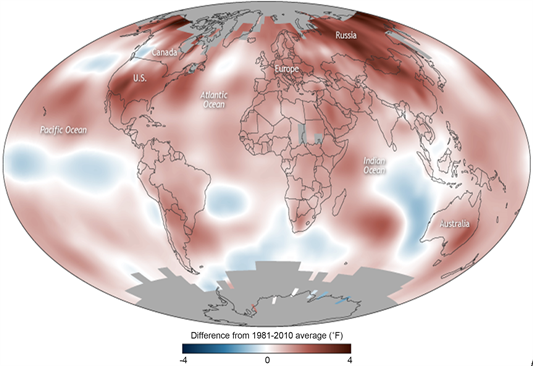 Russia
Canada
U.S.
Europe
Atlantic
Ocean
Pacific Ocean
Indian
Ocean
Australia
Difference from 1981-2010 average (°F)
-4 0 4